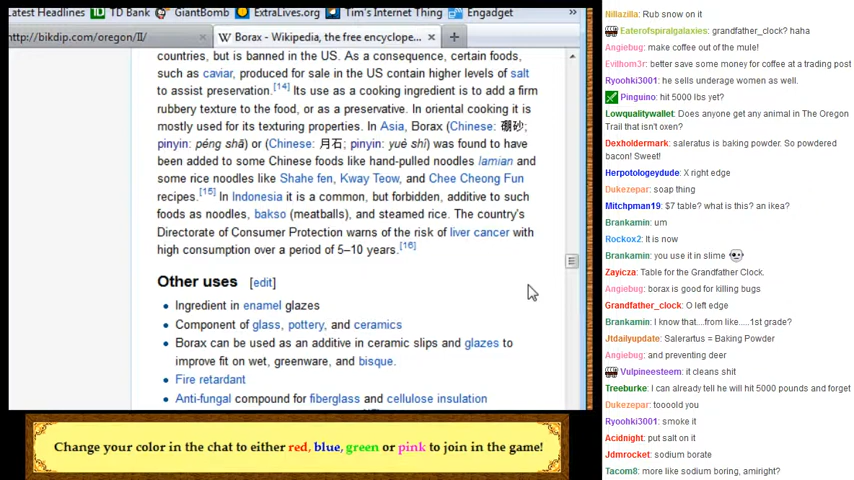 Latest Headlines TD Bank GiantBomb ExtraLives.org Tim's Internet Thing Engadget »
http://bikdip.com/oregon/II/ × W Borax - Wikipedia, the free encyclope... × +
countries, but is banned in the US. As a consequence, certain foods,
such as caviar, produced for sale in the US contain higher levels of salt
to assist preservation.[14] Its use as a cooking ingredient is to add a firm
rubbery texture to the food, or as a preservative. In oriental cooking it is
mostly used for its texturing properties. In Asia, Borax (Chinese: 硼砂;
pinyin: péng shā) or (Chinese: 月石; pinyin: yuè shí) was found to have
been added to some Chinese foods like hand-pulled noodles lamian and
some rice noodles like Shahe fen, Kway Teow, and Chee Cheong Fun
recipes.[15] In Indonesia it is a common, but forbidden, additive to such
foods as noodles, bakso (meatballs), and steamed rice. The country's
Directorate of Consumer Protection warns of the risk of liver cancer with
high consumption over a period of 5–10 years.[16]
Other uses [edit]
• Ingredient in enamel glazes
• Component of glass, pottery, and ceramics
• Borax can be used as an additive in ceramic slips and glazes to
improve fit on wet, greenware, and bisque.
• Fire retardant
• Anti-fungal compound for fiberglass and cellulose insulation
Change your color in the chat to either red, blue, green or pink to join in the game!
Nillazilla: Rub snow on it
Eaterofspiralgalaxies: grandfather_clock? haha
Angiebug: make coffee out of the mule!
Evilhom3r: better save some money for coffee at a trading post
Ryoohki3001: he sells underage women as well.
Pinguino: hit 5000 lbs yet?
Lowqualitywallet: Does anyone get any animal in The Oregon
Trail that isn't oxen?
Dexholdermark: saleratus is baking powder. So powdered
bacon! Sweet!
Herpotologeydude: X right edge
Dukezepar: soap thing
Mitchpman19: $7 table? what is this? an ikea?
Brankamin: um
Rockox2: It is now
Brankamin: you use it in slime
Zayicza: Table for the Grandfather Clock.
Angiebug: borax is good for killing bugs
Grandfather_clock: O left edge
Brankamin: I know that....from like.....1st grade?
Jtdailyupdate: Salerartus = Baking Powder
Angiebug: and preventing deer
Vulpineesteem: it cleans shit
Treeburke: I can already tell he will hit 5000 pounds and forget
Dukezepar: toooold you
Ryoohki3001: smoke it
Acidnight: put salt on it
Jdmrocket: sodium borate
Tacom8: more like sodium boring, amiright?